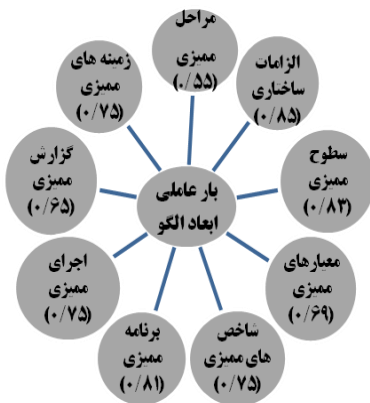 مراحل
ممیزی
(۰/۵۵)
الزامات
ساختاری
(۰/۸۵)
سطوح
ممیزی
(۰/۸۳)
معیارهای
ممیزی
(۰/۶۹)
شاخص
های ممیزی
(۰/۷۵)
برنامه
ممیزی
(۰/۸۱)
اجرای
ممیزی
(۰/۷۵)
گزارش
ممیزی
(۰/۶۵)
زمینه های
ممیزی
(۰/۷۵)
بار عاملی
ابعاد الگو